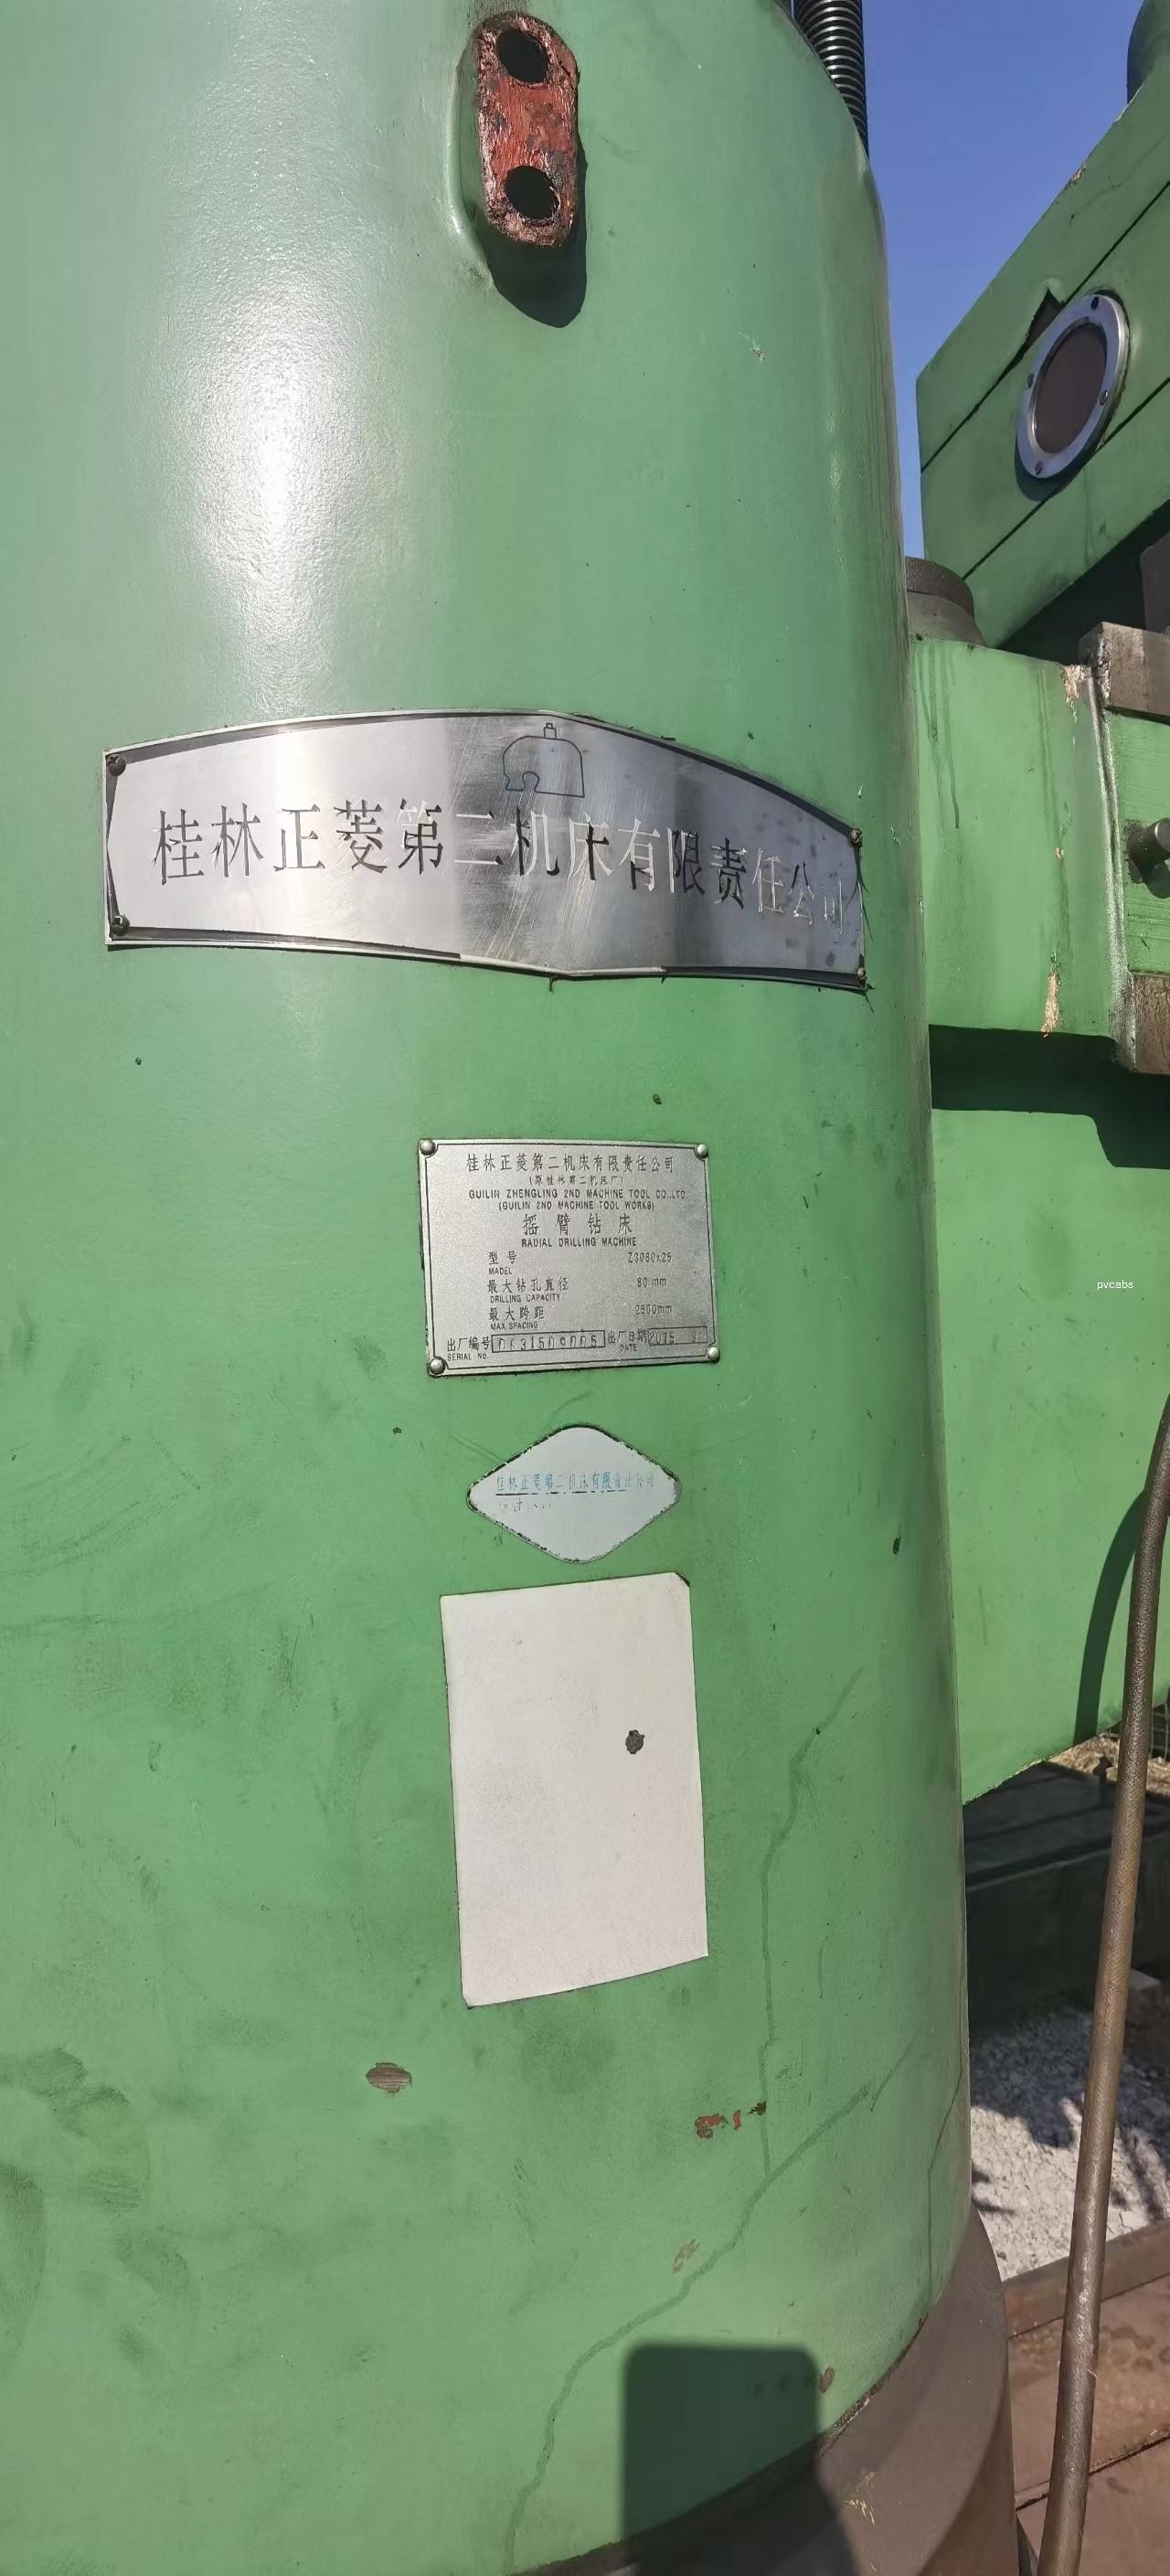 桂林正菱第二机床有限责任公司
桂林正菱第二机床有限责任公司
(原桂林第二机床厂)
GUILIN ZHENGLING 2ND MACHINE TOOL CO.,LTD
(GUILIN 2ND MACHINE TOOL WORKS)
摇臂钻床
RADIAL DRILLING MACHINE
型号 Z3080x25
MADEL
最大钻孔直径 80mm
DRILLING CAPACITY
最大跨距 2500mm
MAX SPACING
出厂编号 出厂日期 2015
SERIAL No. DATE
桂林正菱第二机床有限责任公司
pvcabs